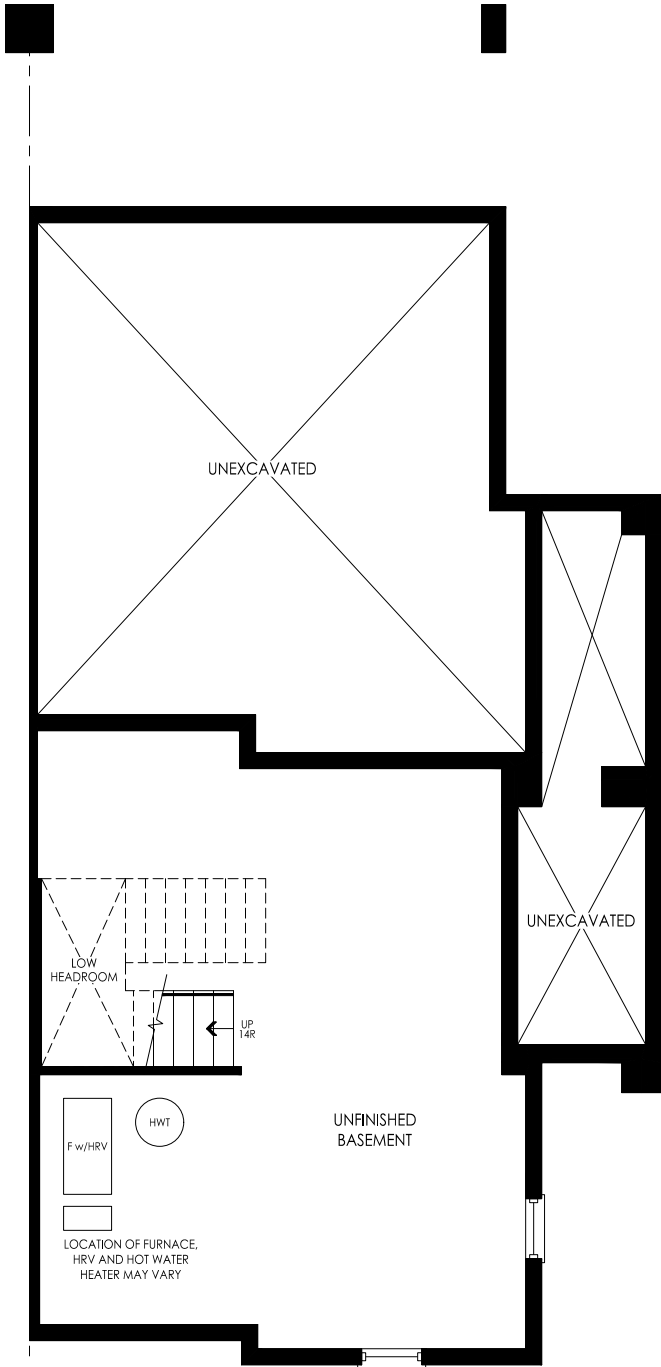 UNEXCAVATED
UNEXCAVATED
LOW
HEADROOM
UP
14R
UNFINISHED
BASEMENT
HWT
F w/HRV
LOCATION OF FURNACE,
HRV AND HOT WATER
HEATER MAY VARY